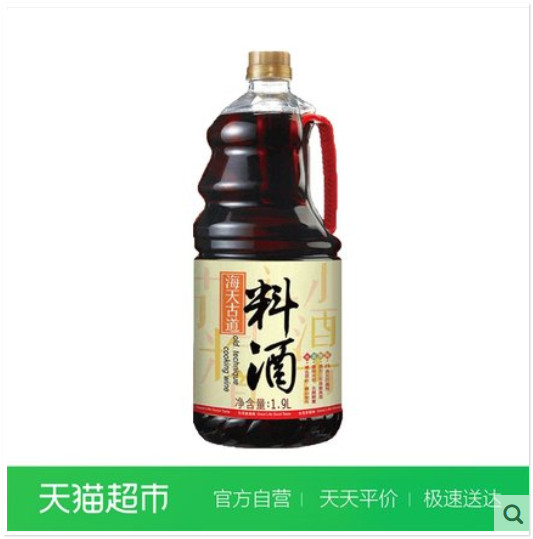 海天古道
料酒
old technique
cooking wine
净含量:1.9L
天猫超市
官方自营
天天平价
极速送达